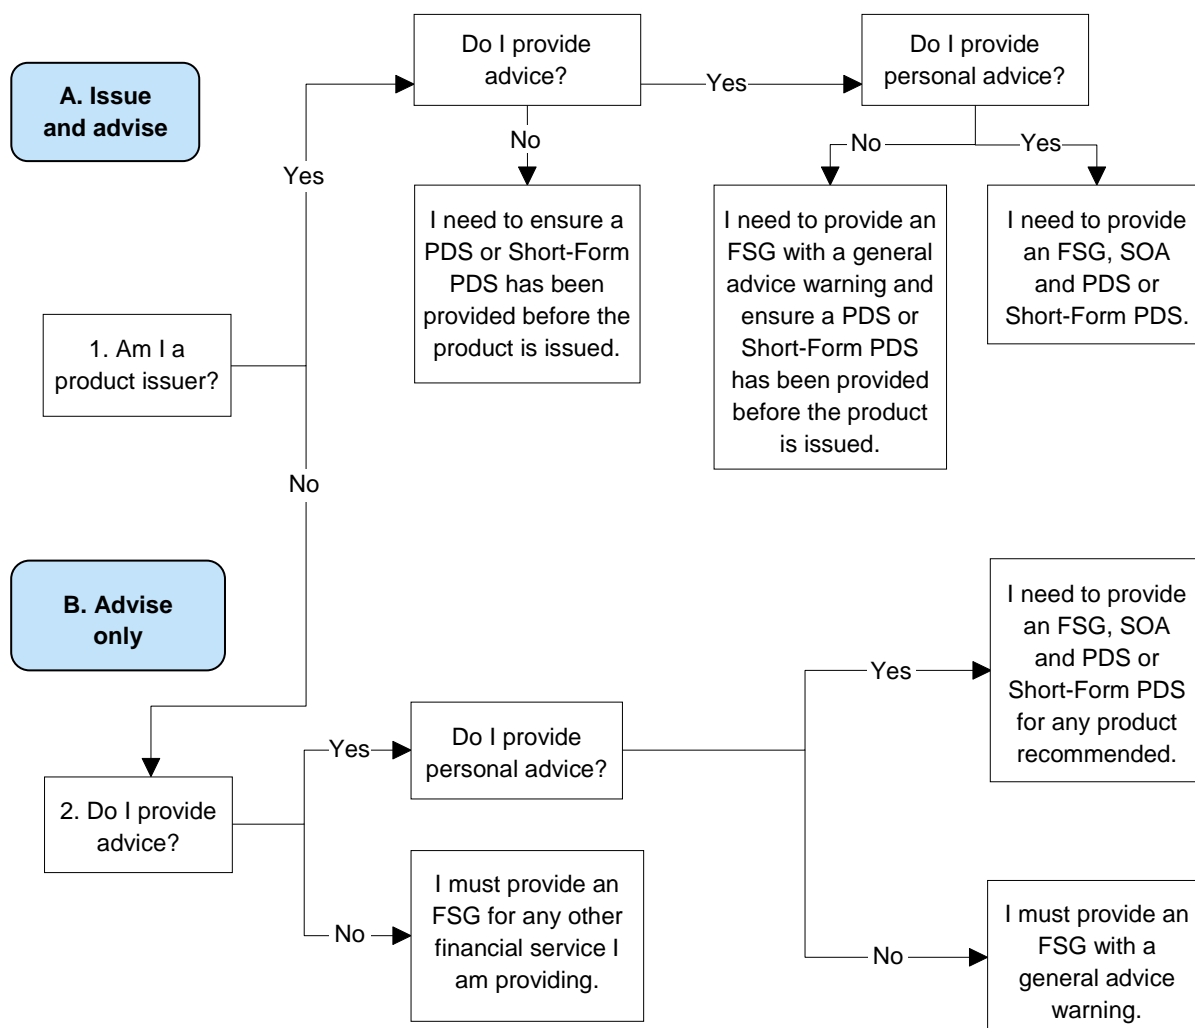 A. Issue
and advise
Do I provide
advice?
Yes
Do I provide
personal advice?
No
No
Yes
Yes
I need to ensure a
PDS or Short-Form
PDS has been
provided before the
product is issued.
I need to provide an
FSG with a general
advice warning and
ensure a PDS or
Short-Form PDS
has been provided
before the product
is issued.
I need to provide
an FSG, SOA
and PDS or
Short-Form PDS.
1. Am I a
product issuer?
No
B. Advise
only
2. Do I provide
advice?
Yes
Do I provide
personal advice?
Yes
I need to provide
an FSG, SOA
and PDS or
Short-Form PDS
for any product
recommended.
No
I must provide an
FSG for any other
financial service I
am providing.
No
I must provide an
FSG with a
general advice
warning.